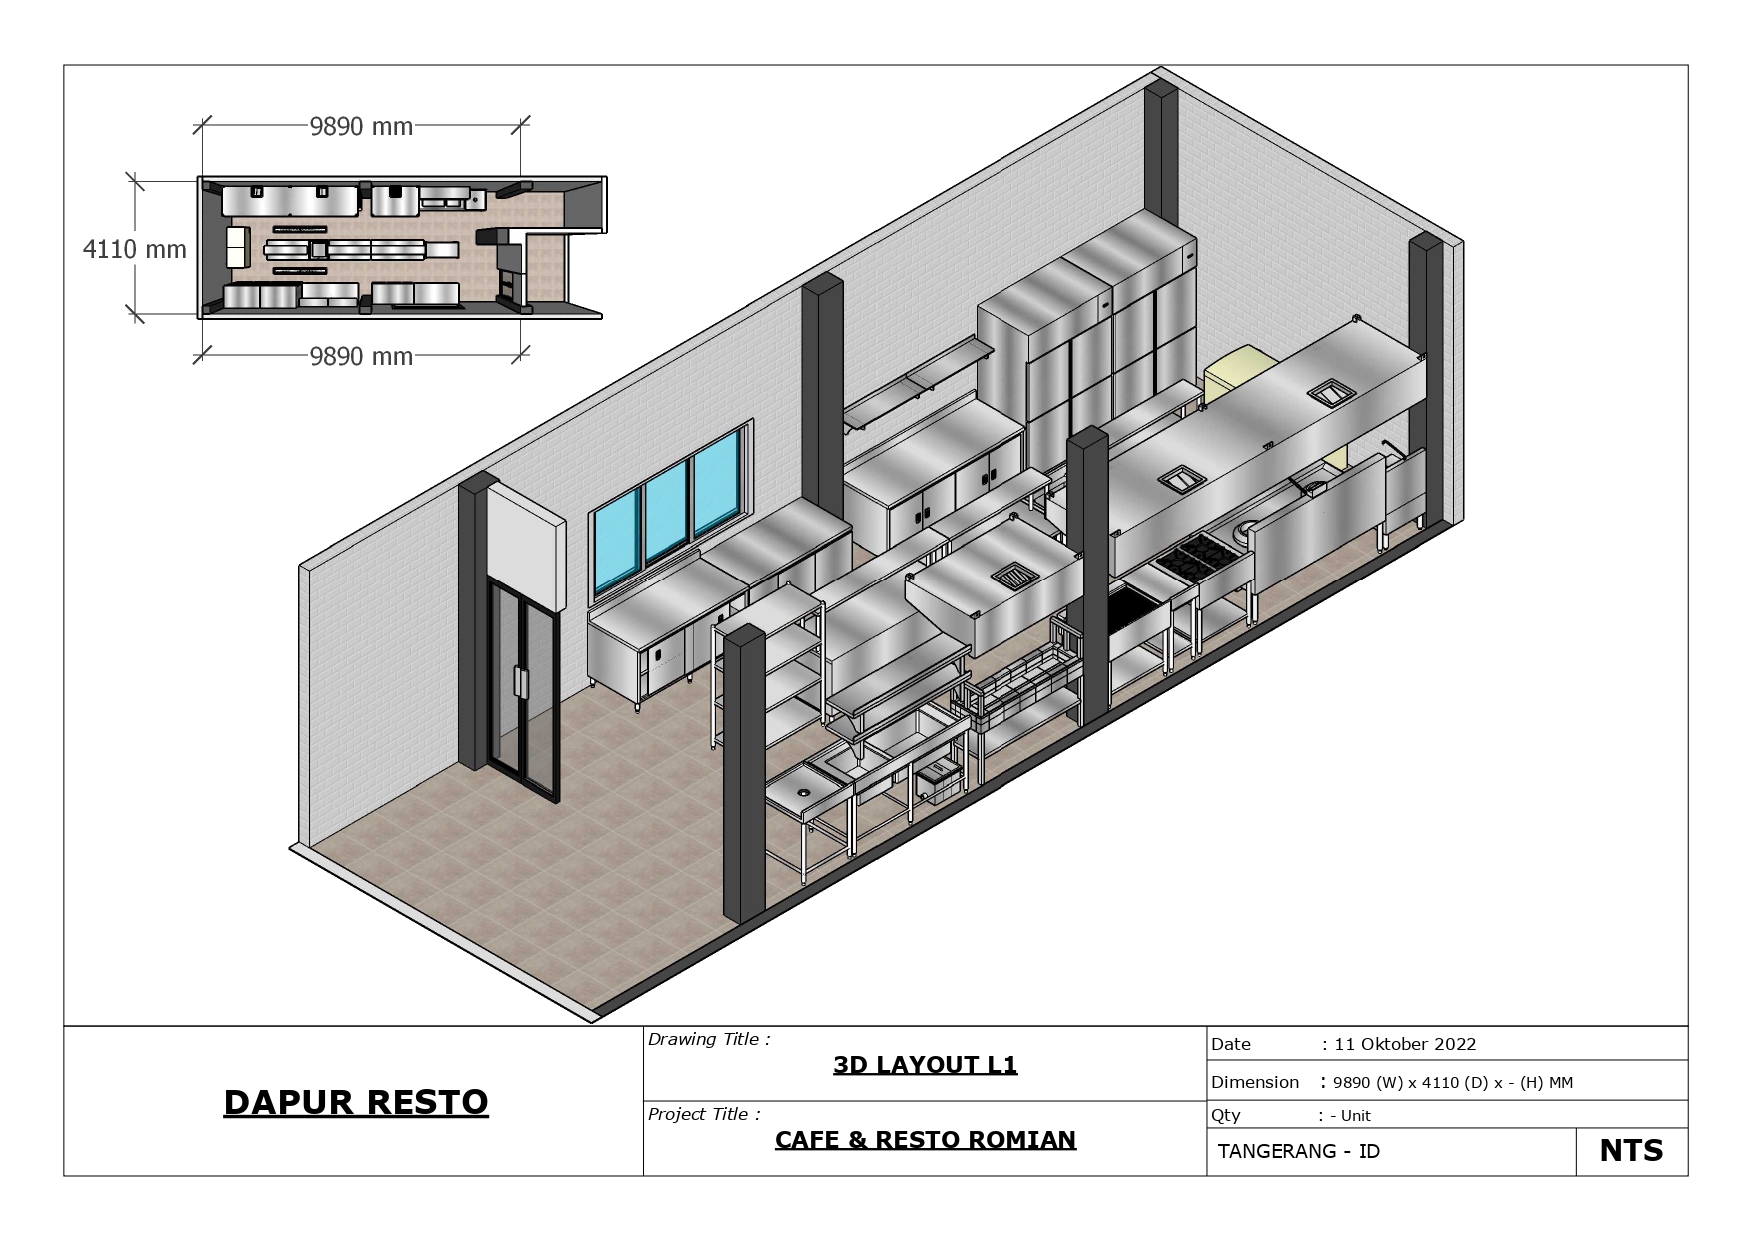 9890 mm
4110 mm
9890 mm
DAPUR RESTO
Drawing Title :
3D LAYOUT L1
Project Title :
CAFE & RESTO ROMIAN
Date : 11 Oktober 2022
Dimension : 9890 (W) x 4110 (D) x - (H) MM
Qty : - Unit
TANGERANG - ID
NTS